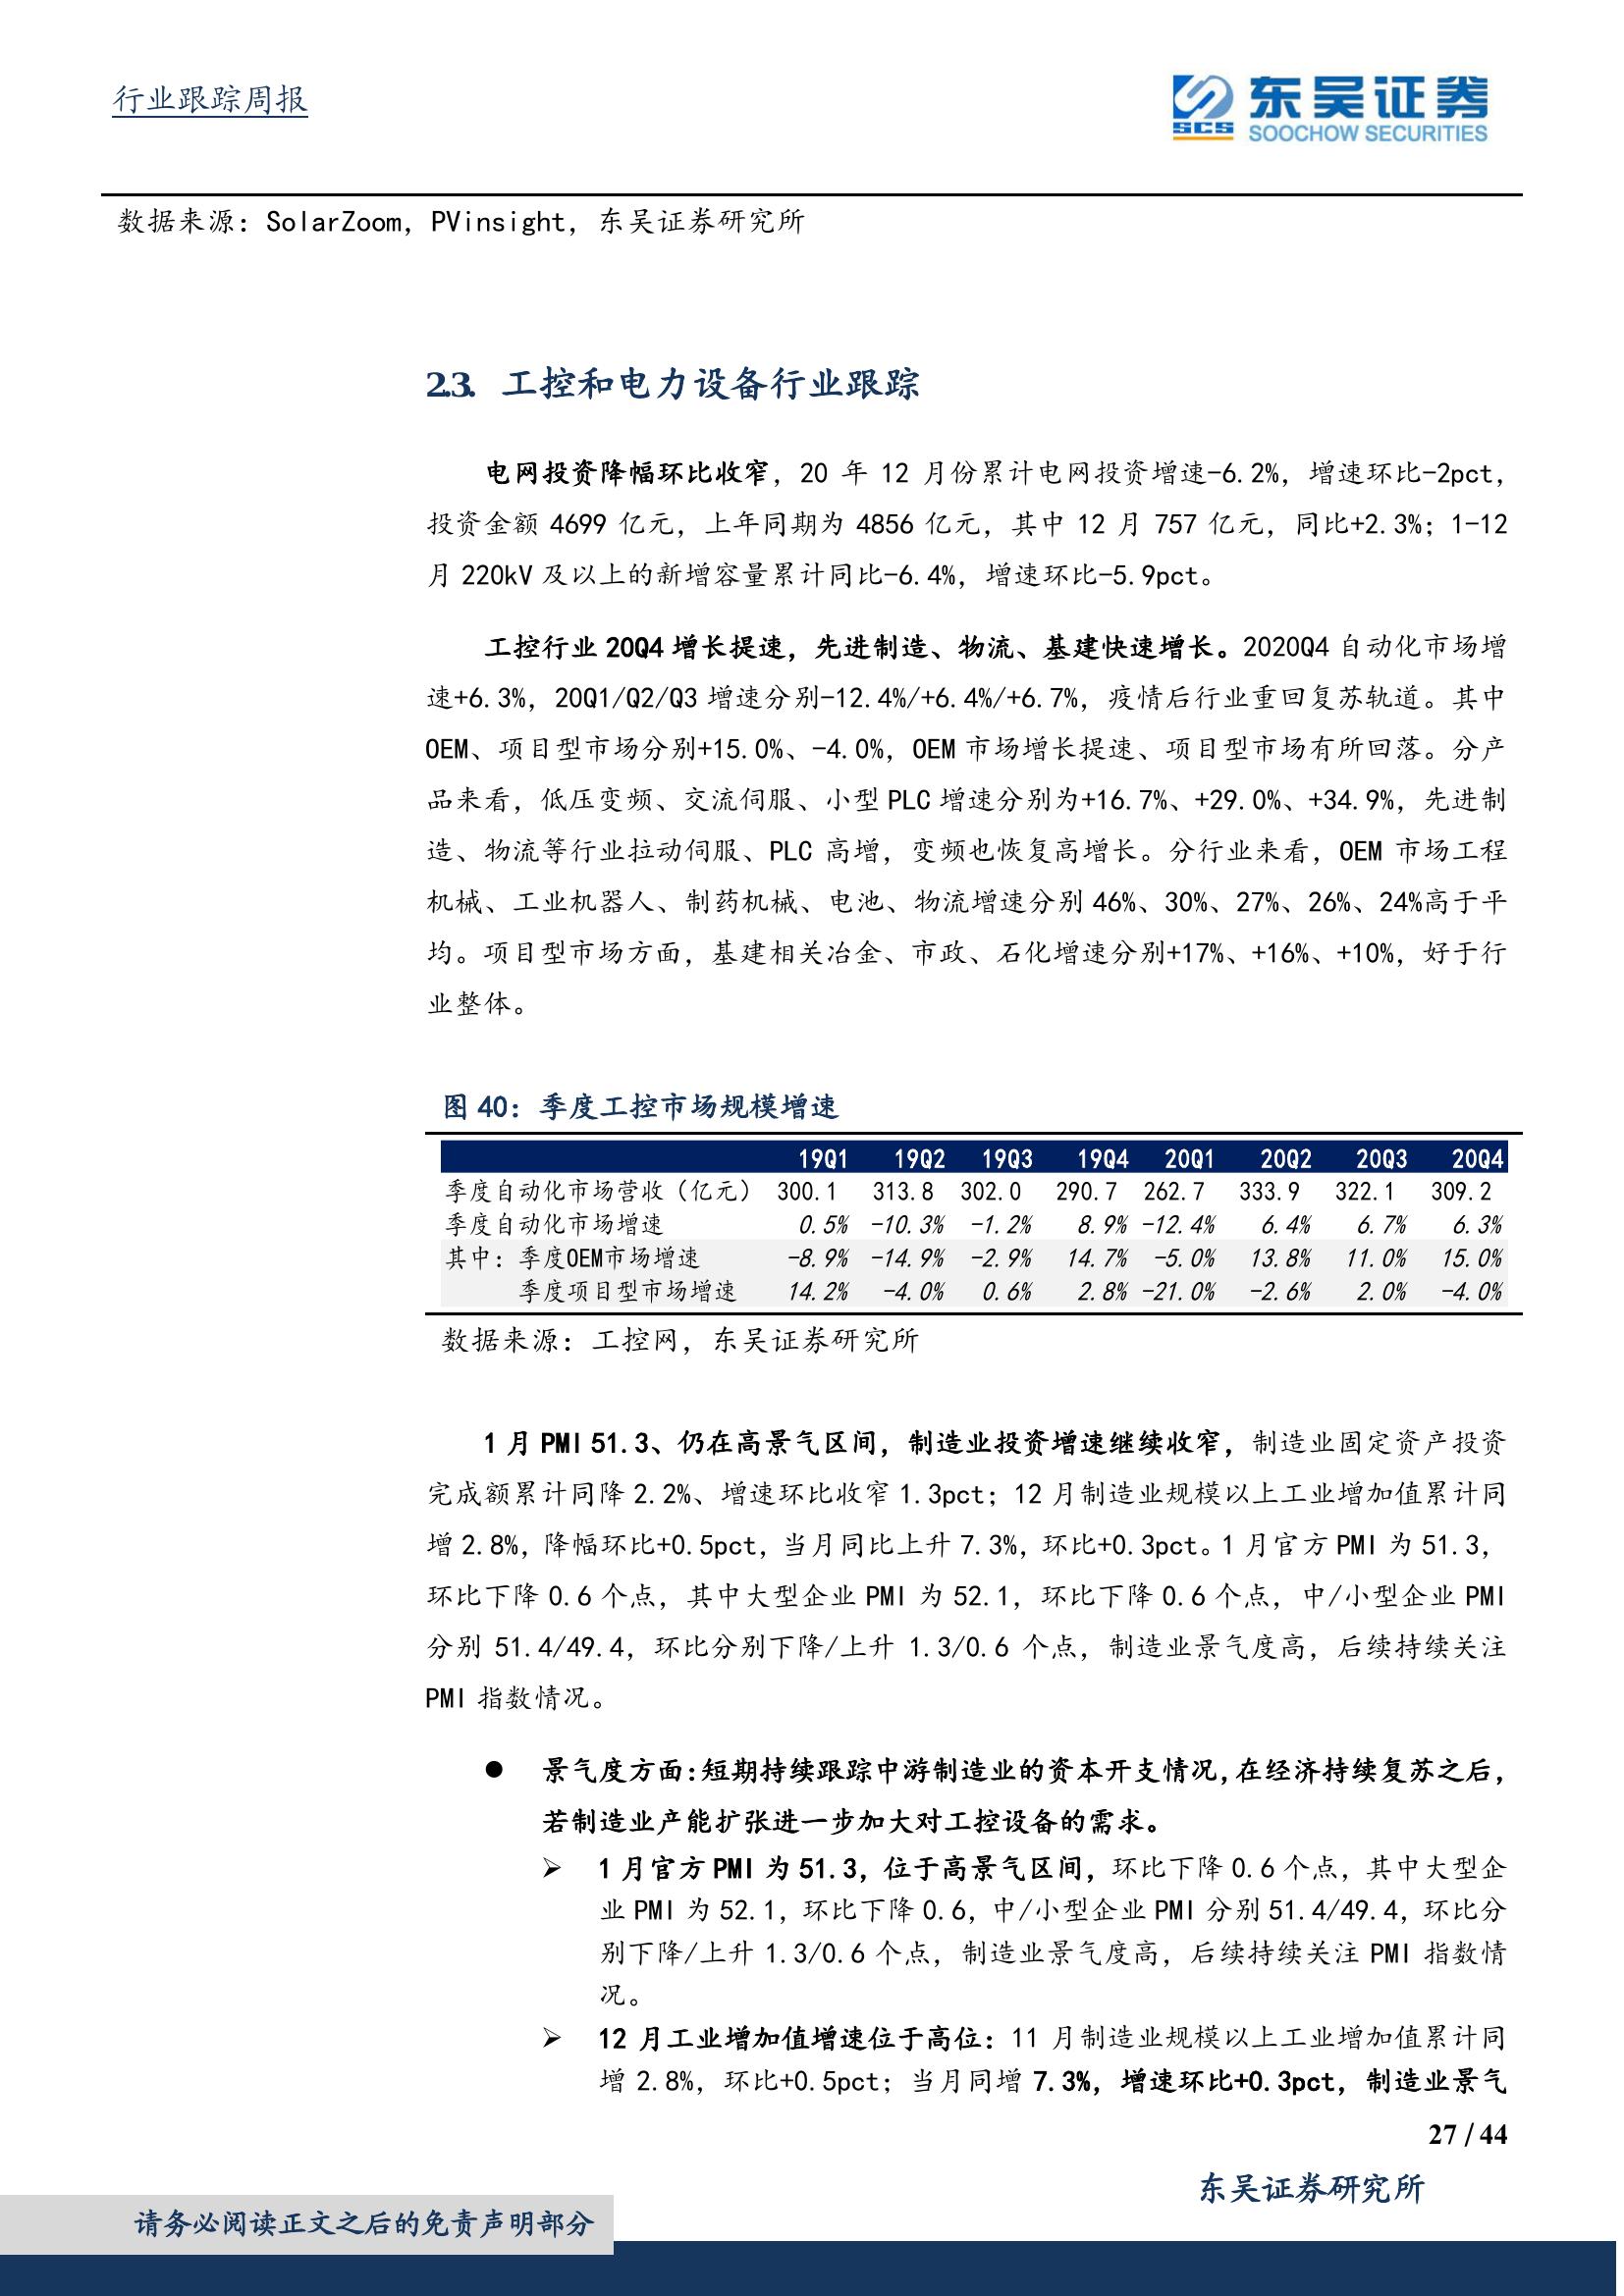 行业跟踪周报
SCS
东吴证券
SOOCHOW SECURITIES
数据来源：SolarZoom，PVinsight，东吴证券研究所
2.3. 工控和电力设备行业跟踪
电网投资降幅环比收窄，20 年 12 月份累计电网投资增速-6.2%，增速环比-2pct，
投资金额 4699 亿元，上年同期为 4856 亿元，其中 12 月 757 亿元，同比+2.3%；1-12
月 220kV 及以上的新增容量累计同比-6.4%，增速环比-5.9pct。
工控行业 20Q4 增长提速，先进制造、物流、基建快速增长。2020Q4 自动化市场增
速+6.3%，20Q1/Q2/Q3 增速分别-12.4%/+6.4%/+6.7%，疫情后行业重回复苏轨道。其中
OEM、项目型市场分别+15.0%、-4.0%，OEM 市场增长提速、项目型市场有所回落。分产
品来看，低压变频、交流伺服、小型 PLC 增速分别为+16.7%、+29.0%、+34.9%，先进制
造、物流等行业拉动伺服、PLC 高增，变频也恢复高增长。分行业来看，OEM 市场工程
机械、工业机器人、制药机械、电池、物流增速分别 46%、30%、27%、26%、24%高于平
均。项目型市场方面，基建相关冶金、市政、石化增速分别+17%、+16%、+10%，好于行
业整体。
图 40：季度工控市场规模增速
19Q1 19Q2 19Q3 19Q4 20Q1 20Q2 20Q3 20Q4
季度自动化市场营收（亿元） 300.1 313.8 302.0 290.7 262.7 333.9 322.1 309.2
季度自动化市场增速 0.5% -10.3% -1.2% 8.9% -12.4% 6.4% 6.7% 6.3%
其中：季度OEM市场增速 -8.9% -14.9% -2.9% 14.7% -5.0% 13.8% 11.0% 15.0%
季度项目型市场增速 14.2% -4.0% 0.6% 2.8% -21.0% -2.6% 2.0% -4.0%
数据来源：工控网，东吴证券研究所
1 月 PMI 51.3、仍在高景气区间，制造业投资增速继续收窄，制造业固定资产投资
完成额累计同降 2.2%、增速环比收窄 1.3pct；12 月制造业规模以上工业增加值累计同
增 2.8%，降幅环比+0.5pct，当月同比上升 7.3%，环比+0.3pct。1 月官方 PMI 为 51.3，
环比下降 0.6 个点，其中大型企业 PMI 为 52.1，环比下降 0.6 个点，中/小型企业 PMI
分别 51.4/49.4，环比分别下降/上升 1.3/0.6 个点，制造业景气度高，后续持续关注
PMI 指数情况。
● 景气度方面：短期持续跟踪中游制造业的资本开支情况，在经济持续复苏之后，
若制造业产能扩张进一步加大对工控设备的需求。
➢ 1 月官方 PMI 为 51.3，位于高景气区间，环比下降 0.6 个点，其中大型企
业 PMI 为 52.1，环比下降 0.6，中/小型企业 PMI 分别 51.4/49.4，环比分
别下降/上升 1.3/0.6 个点，制造业景气度高，后续持续关注 PMI 指数情
况。
➢ 12 月工业增加值增速位于高位：11 月制造业规模以上工业增加值累计同
增 2.8%，环比+0.5pct；当月同增 7.3%，增速环比+0.3pct，制造业景气
27 / 44
东吴证券研究所
请务必阅读正文之后的免责声明部分